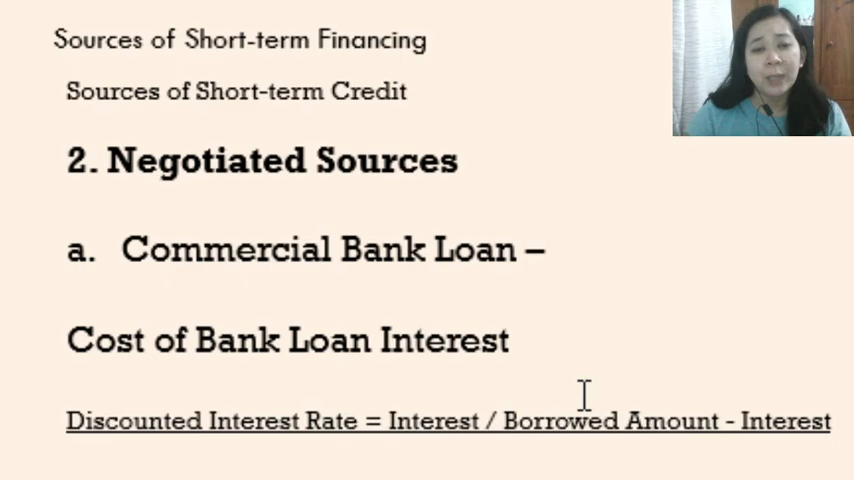 Sources of Short-term Financing
Sources of Short-term Credit
2. Negotiated Sources
a. Commercial Bank Loan –
Cost of Bank Loan Interest
Discounted Interest Rate = Interest / Borrowed Amount - Interest